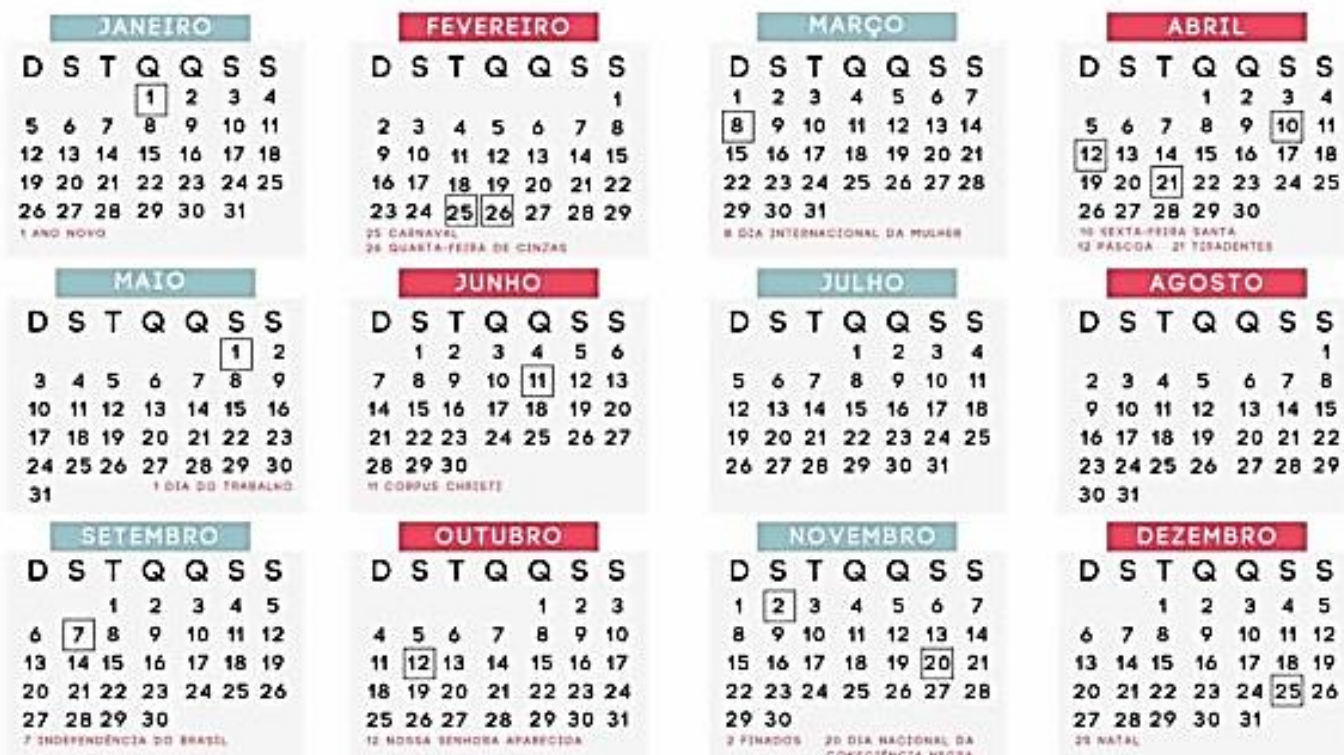 JANEIRO
D S T Q Q S S
1 2 3 4
5 6 7 8 9 10 11
12 13 14 15 16 17 18
19 20 21 22 23 24 25
26 27 28 29 30 31
1 ANO NOVO
FEVEREIRO
D S T Q Q S S
1
2 3 4 5 6 7 8
9 10 11 12 13 14 15
16 17 18 19 20 21 22
23 24 25 26 27 28 29
25 CARNAVAL
26 QUARTA-FEIRA DE CINZAS
MARÇO
D S T Q Q S S
1 2 3 4 5 6 7
8 9 10 11 12 13 14
15 16 17 18 19 20 21
22 23 24 25 26 27 28
29 30 31
8 DIA INTERNACIONAL DA MULHER
ABRIL
D S T Q Q S S
1 2 3 4
5 6 7 8 9 10 11
12 13 14 15 16 17 18
19 20 21 22 23 24 25
26 27 28 29 30
10 SEXTA-FEIRA SANTA
12 PÁSCOA 21 TIRADENTES
MAIO
D S T Q Q S S
1 2
3 4 5 6 7 8 9
10 11 12 13 14 15 16
17 18 19 20 21 22 23
24 25 26 27 28 29 30
31
1 DIA DO TRABALHO
JUNHO
D S T Q Q S S
1 2 3 4 5 6
7 8 9 10 11 12 13
14 15 16 17 18 19 20
21 22 23 24 25 26 27
28 29 30
11 CORPUS CHRISTI
JULHO
D S T Q Q S S
1 2 3 4
5 6 7 8 9 10 11
12 13 14 15 16 17 18
19 20 21 22 23 24 25
26 27 28 29 30 31
AGOSTO
D S T Q Q S S
1
2 3 4 5 6 7 8
9 10 11 12 13 14 15
16 17 18 19 20 21 22
23 24 25 26 27 28 29
30 31
SETEMBRO
D S T Q Q S S
1 2 3 4 5
6 7 8 9 10 11 12
13 14 15 16 17 18 19
20 21 22 23 24 25 26
27 28 29 30
7 INDEPENDÊNCIA DO BRASIL
OUTUBRO
D S T Q Q S S
1 2 3
4 5 6 7 8 9 10
11 12 13 14 15 16 17
18 19 20 21 22 23 24
25 26 27 28 29 30 31
12 NOSSA SENHORA APARECIDA
NOVEMBRO
D S T Q Q S S
1 2 3 4 5 6 7
8 9 10 11 12 13 14
15 16 17 18 19 20 21
22 23 24 25 26 27 28
29 30
2 FINADOS 20 DIA NACIONAL DA
CONSCIÊNCIA NEGRA
DEZEMBRO
D S T Q Q S S
1 2 3 4 5
6 7 8 9 10 11 12
13 14 15 16 17 18 19
20 21 22 23 24 25 26
27 28 29 30 31
25 NATAL